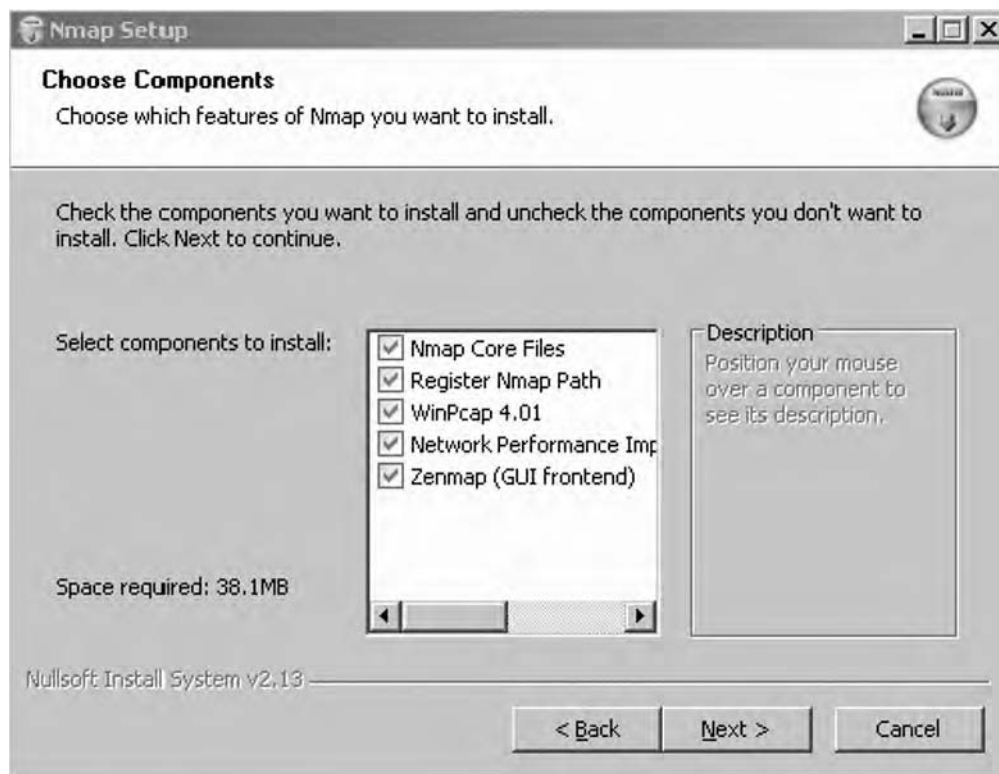 Nmap Setup
Choose Components
Choose which features of Nmap you want to install.
Check the components you want to install and uncheck the components you don't want to
install. Click Next to continue.
Select components to install:
Nmap Core Files
Register Nmap Path
WinPcap 4.01
Network Performance Imp
Zenmap (GUI frontend)
Description
Position your mouse
over a component to
see its description.
Space required: 38.1MB
Nullsoft Install System v2.13
< Back
Next >
Cancel